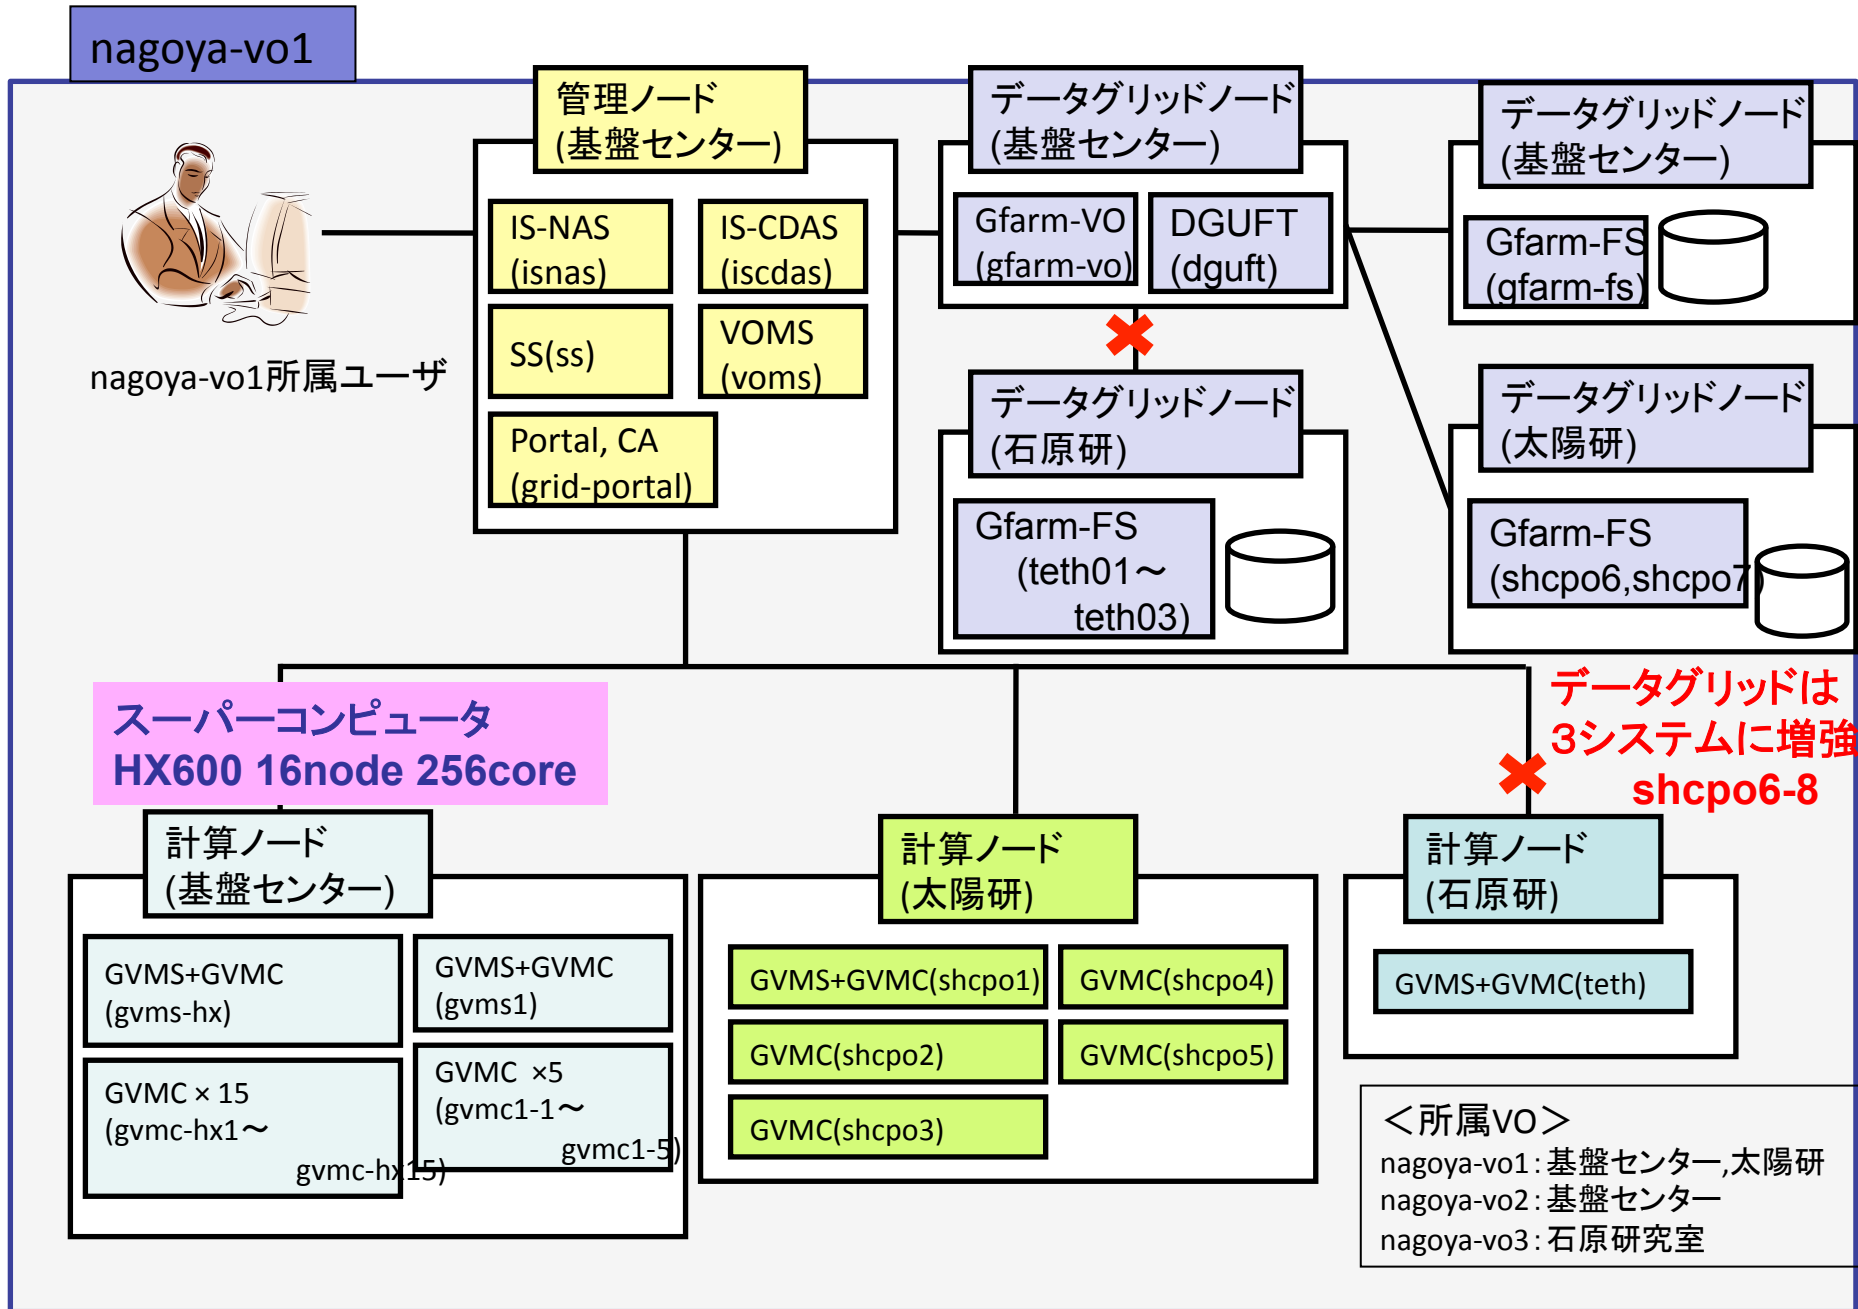 nagoya-vo1
管理ノード
(基盤センター)
IS-NAS
(isnas)
IS-CDAS
(iscdas)
SS(ss)
VOMS
(voms)
Portal, CA
(grid-portal)
nagoya-vo1所属ユーザ
データグリッドノード
(基盤センター)
Gfarm-VO
(gfarm-vo)
DGUFT
(dguft)
データグリッドノード
(基盤センター)
Gfarm-FS
(gfarm-fs)
データグリッドノード
(石原研)
Gfarm-FS
(teth01～
teth03)
データグリッドノード
(太陽研)
Gfarm-FS
(shcpo6,shcpo7)
データグリッドは
３システムに増強
shcpo6-8
スーパーコンピュータ
HX600 16node 256core
計算ノード
(基盤センター)
GVMS+GVMC
(gvms-hx)
GVMS+GVMC
(gvms1)
GVMC × 15
(gvmc-hx1～
gvmc-hx15)
GVMC ×5
(gvmc1-1～
gvmc1-5)
計算ノード
(太陽研)
GVMS+GVMC(shcpo1)
GVMC(shcpo4)
GVMC(shcpo2)
GVMC(shcpo5)
GVMC(shcpo3)
計算ノード
(石原研)
GVMS+GVMC(teth)
＜所属VO＞
nagoya-vo1：基盤センター,太陽研
nagoya-vo2：基盤センター
nagoya-vo3：石原研究室